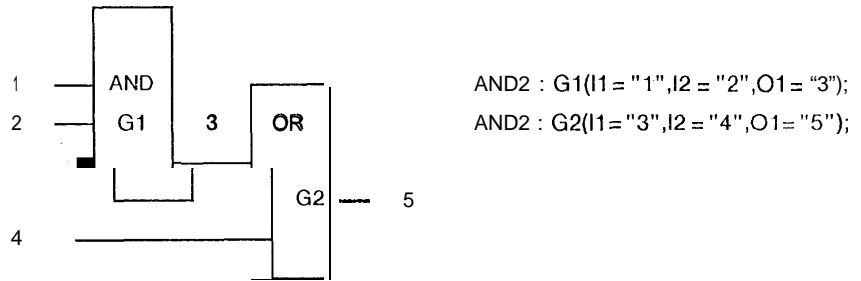 1 AND AND2 : G1(I1 = "1",I2 = "2",O1 = “3”);
2 G1 3 OR AND2 : G2(I1 = "3",I2 = "4",O1 = "5");
G2 5
4